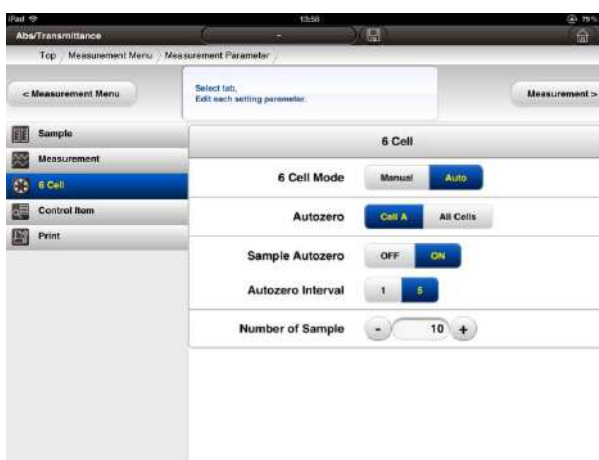 iPad 13:58 79%
Abs/Transmittance -
Top / Measurement Menu / Measurement Parameter
< Measurement Menu
Select tab,
Edit each setting parameter.
Measurement >
Sample
Measurement
6 Cell
Control Item
Print
6 Cell
6 Cell Mode Manual Auto
Autozero Cell A All Cells
Sample Autozero OFF ON
Autozero Interval 1 5
Number of Sample - 10 +